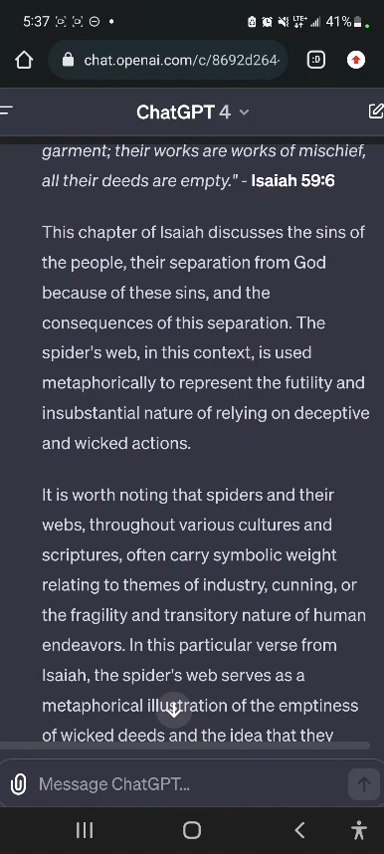 5:37
LTE+
41%
chat.openai.com/c/8692d264-
:D
ChatGPT 4
garment; their works are works of mischief,
all their deeds are empty." - Isaiah 59:6
This chapter of Isaiah discusses the sins of
the people, their separation from God
because of these sins, and the
consequences of this separation. The
spider's web, in this context, is used
metaphorically to represent the futility and
insubstantial nature of relying on deceptive
and wicked actions.
It is worth noting that spiders and their
webs, throughout various cultures and
scriptures, often carry symbolic weight
relating to themes of industry, cunning, or
the fragility and transitory nature of human
endeavors. In this particular verse from
Isaiah, the spider's web serves as a
metaphorical illustration of the emptiness
of wicked deeds and the idea that they
Message ChatGPT...